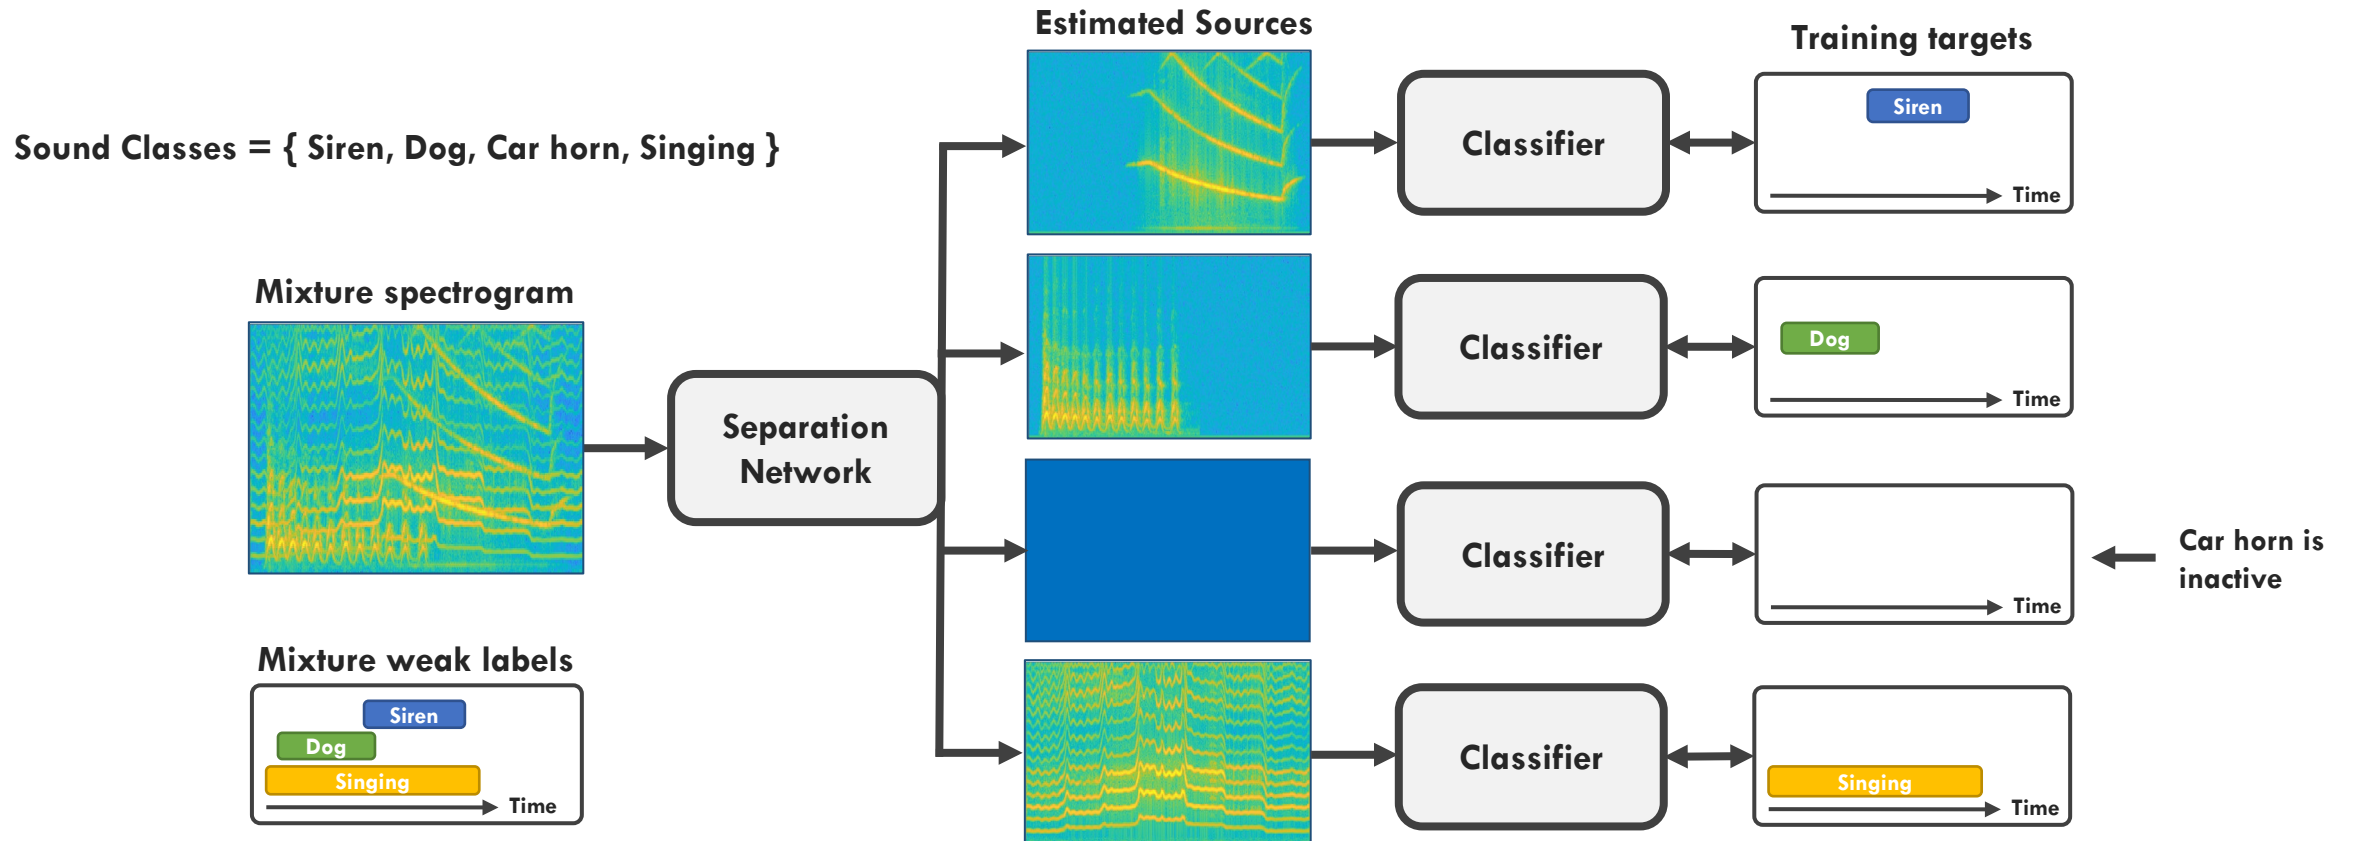 Estimated Sources
Training targets
Sound Classes = { Siren, Dog, Car horn, Singing }
Classifier
Siren
Time
Mixture spectrogram
Classifier
Dog
Time
Separation
Network
Classifier
Time
Car horn is
inactive
Mixture weak labels
Siren
Dog
Singing
Time
Classifier
Singing
Time